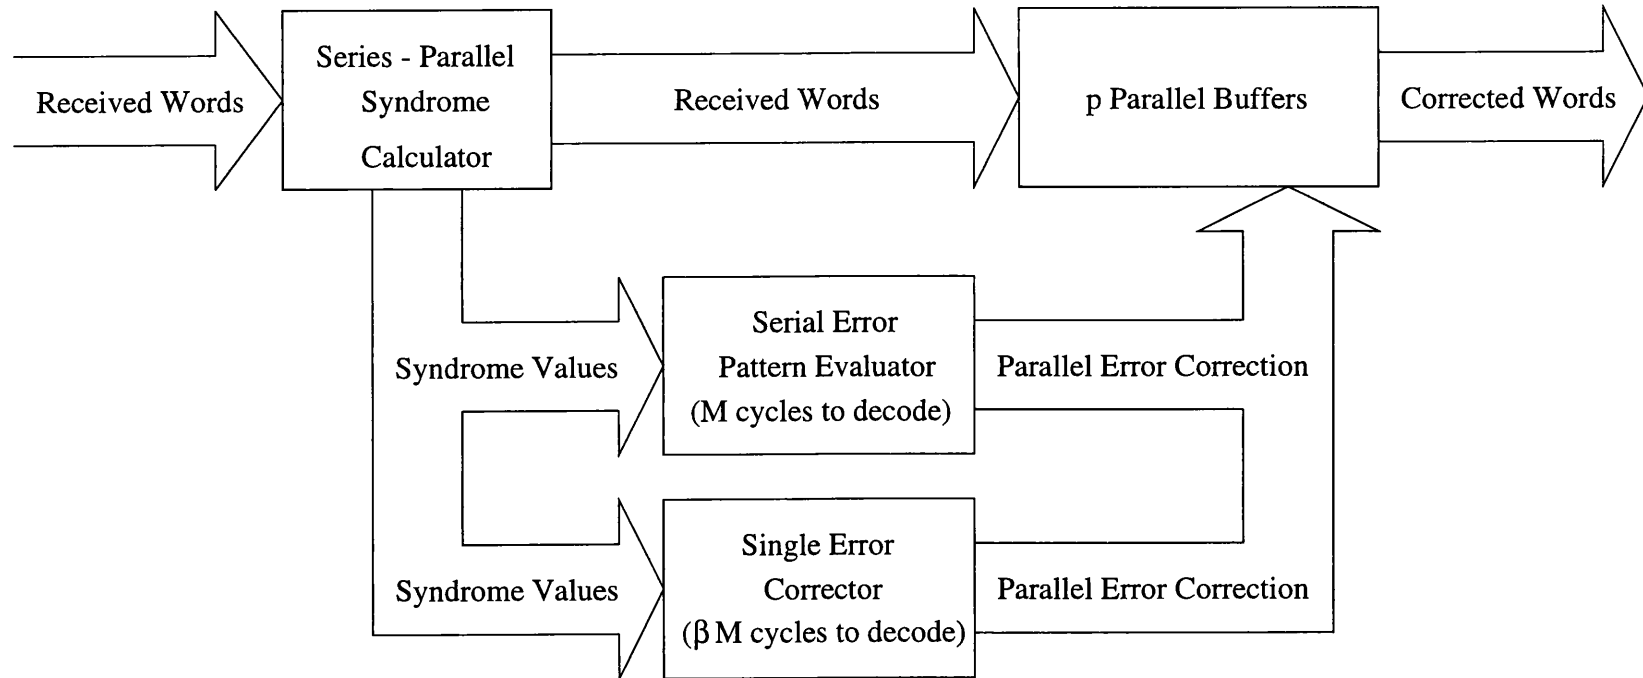 Series - Parallel
Syndrome
Calculator
Received Words
Received Words
p Parallel Buffers
Corrected Words
Syndrome Values
Serial Error
Pattern Evaluator
(M cycles to decode)
Parallel Error Correction
Syndrome Values
Single Error
Corrector
(β M cycles to decode)
Parallel Error Correction